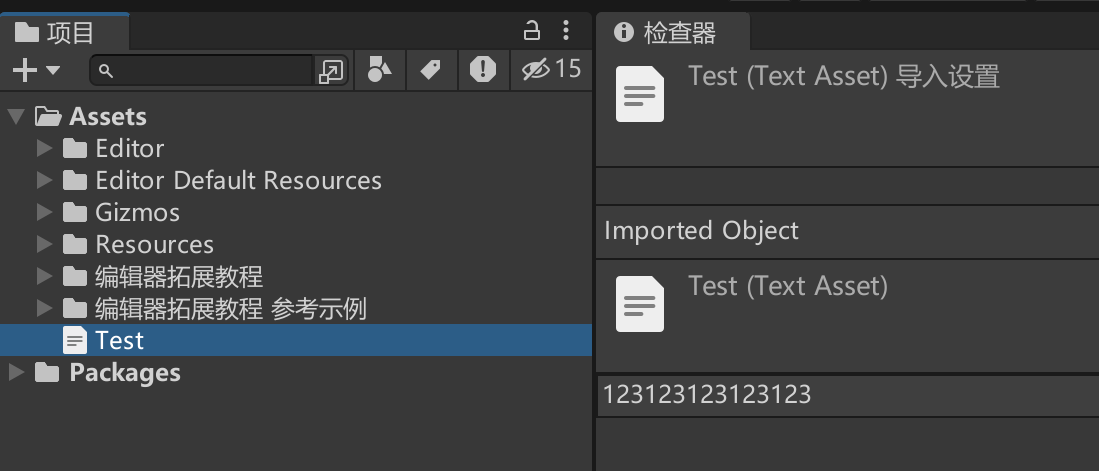 项目
15
Assets
Editor
Editor Default Resources
Gizmos
Resources
编辑器拓展教程
编辑器拓展教程 参考示例
Test
Packages
检查器
Test (Text Asset) 导入设置
Imported Object
Test (Text Asset)
123123123123123